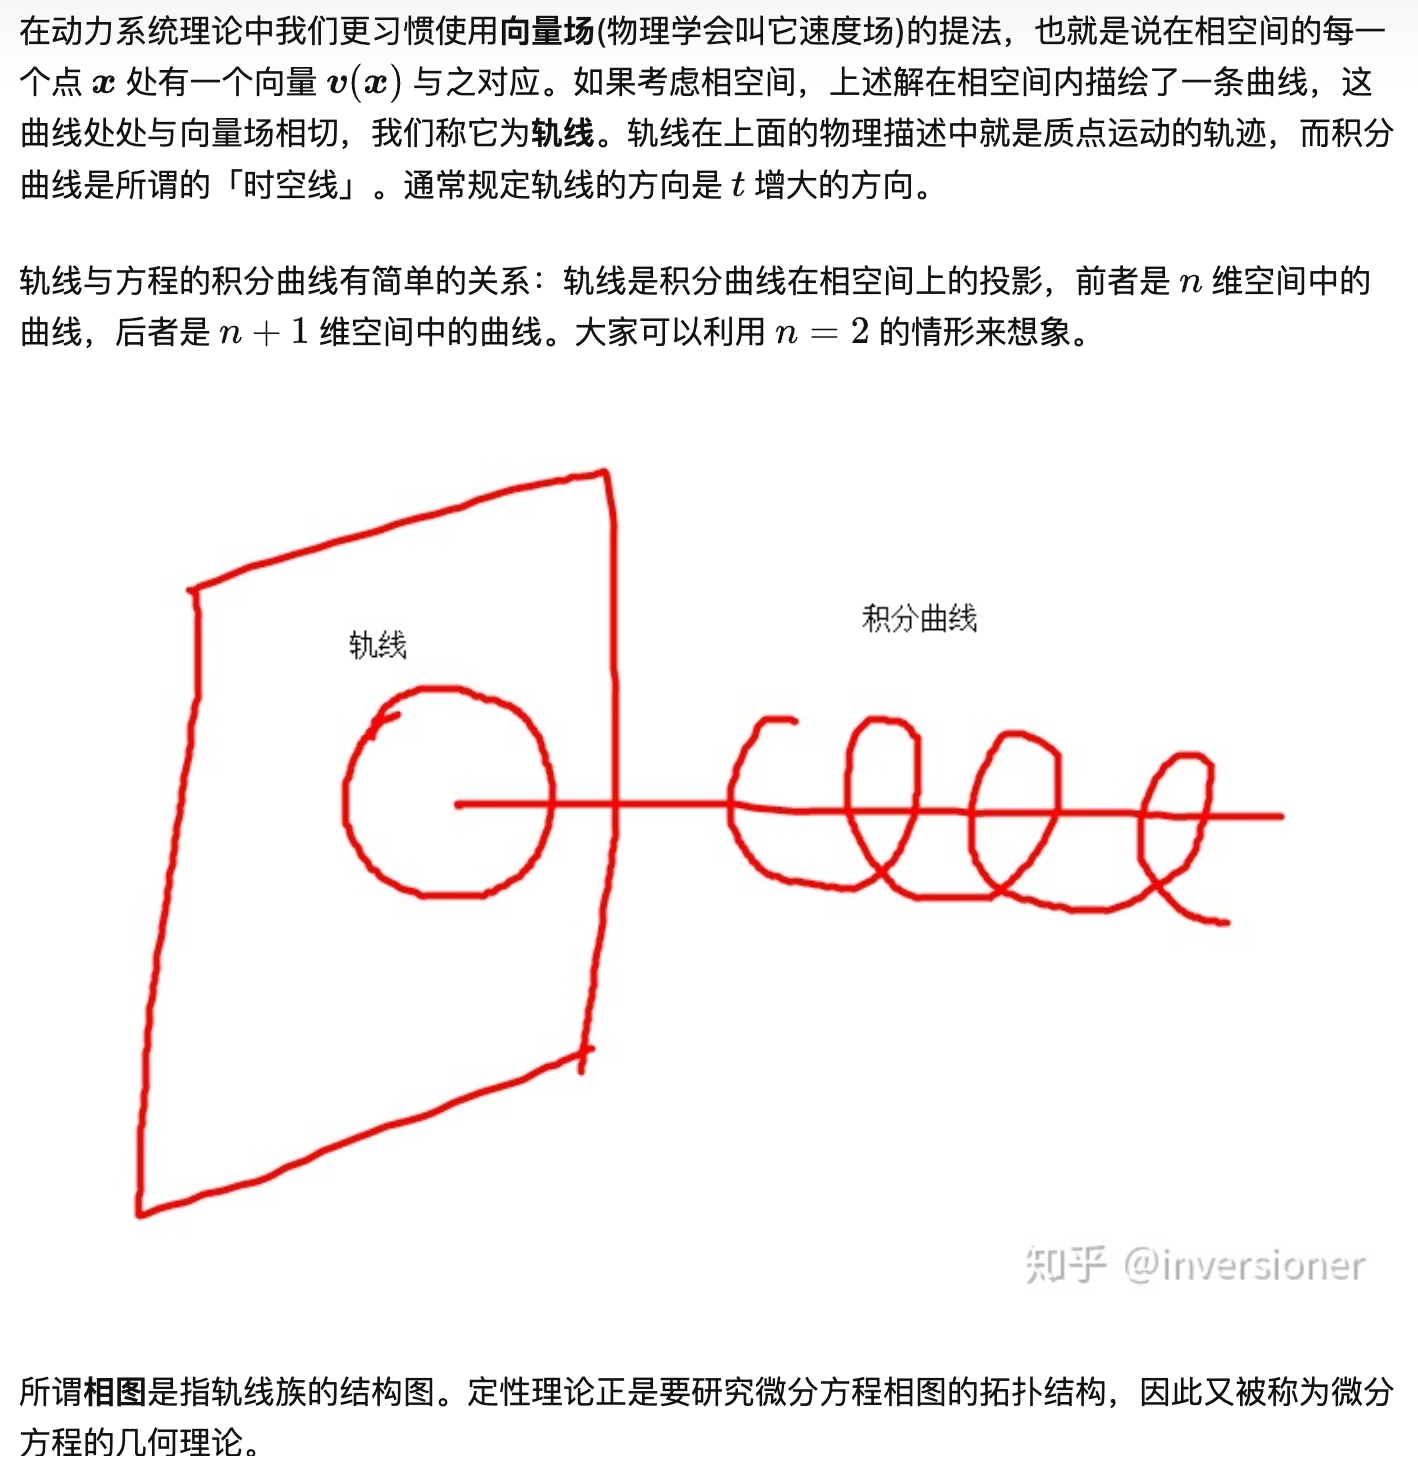 在动力系统理论中我们更习惯使用向量场(物理学会叫它速度场)的提法，也就是说在相空间的每一
个点 x 处有一个向量 v(x) 与之对应。如果考虑相空间，上述解在相空间内描绘了一条曲线，这
曲线处处与向量场相切，我们称它为轨线。轨线在上面的物理描述中就是质点运动的轨迹，而积分
曲线是所谓的「时空线」。通常规定轨线的方向是 t 增大的方向。
轨线与方程的积分曲线有简单的关系：轨线是积分曲线在相空间上的投影，前者是 n 维空间中的
曲线，后者是 n + 1 维空间中的曲线。大家可以利用 n = 2 的情形来想象。
积分曲线
轨线
知乎 @inversioner
所谓相图是指轨线族的结构图。定性理论正是要研究微分方程相图的拓扑结构，因此又被称为微分
方程的几何理论。